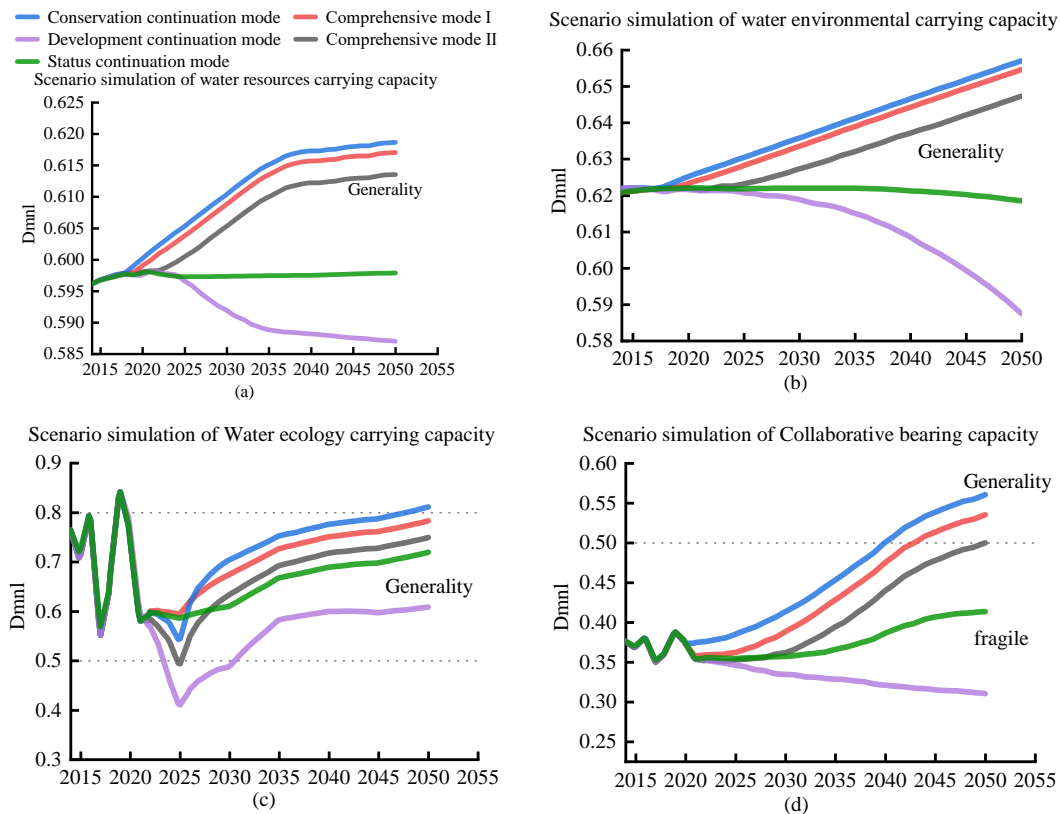 Conservation continuation mode
Comprehensive mode I
Development continuation mode
Comprehensive mode II
Status continuation mode
Scenario simulation of water resources carrying capacity
0.625
0.620
0.615
0.610
0.605
0.600
0.595
0.590
0.585
Dmnl
Generality
2015 2020 2025 2030 2035 2040 2045 2050 2055
(a)
Scenario simulation of water environmental carrying capacity
0.66
0.65
0.64
0.63
0.62
0.61
0.60
0.59
0.58
Dmnl
Generality
2015 2020 2025 2030 2035 2040 2045 2050
(b)
Scenario simulation of Water ecology carrying capacity
0.9
0.8
0.7
0.6
0.5
0.4
0.3
Dmnl
Generality
2015 2020 2025 2030 2035 2040 2045 2050 2055
(c)
Scenario simulation of Collaborative bearing capacity
0.60
0.55
0.50
0.45
0.40
0.35
0.30
0.25
Dmnl
Generality
fragile
2015 2020 2025 2030 2035 2040 2045 2050 2055
(d)